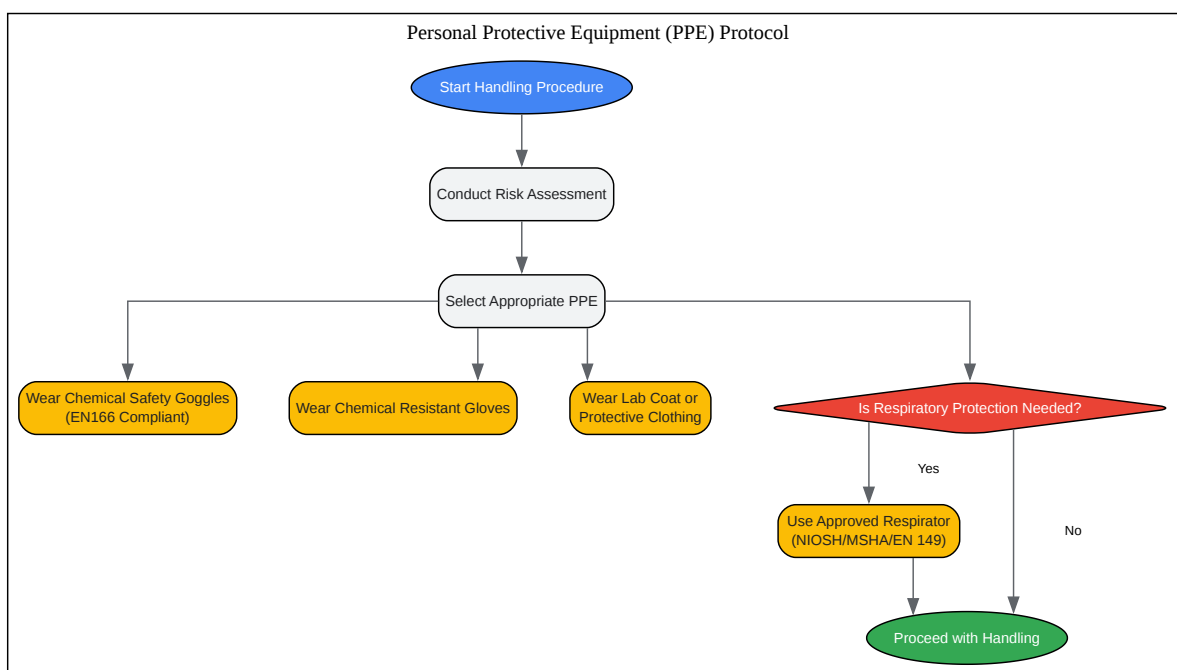 Personal Protective Equipment (PPE) Protocol
Start Handling Procedure
Conduct Risk Assessment
Select Appropriate PPE
Wear Chemical Safety Goggles
(EN166 Compliant)
Wear Chemical Resistant Gloves
Wear Lab Coat or
Protective Clothing
Is Respiratory Protection Needed?
Yes
Use Approved Respirator
(NIOSH/MSHA/EN 149)
No
Proceed with Handling